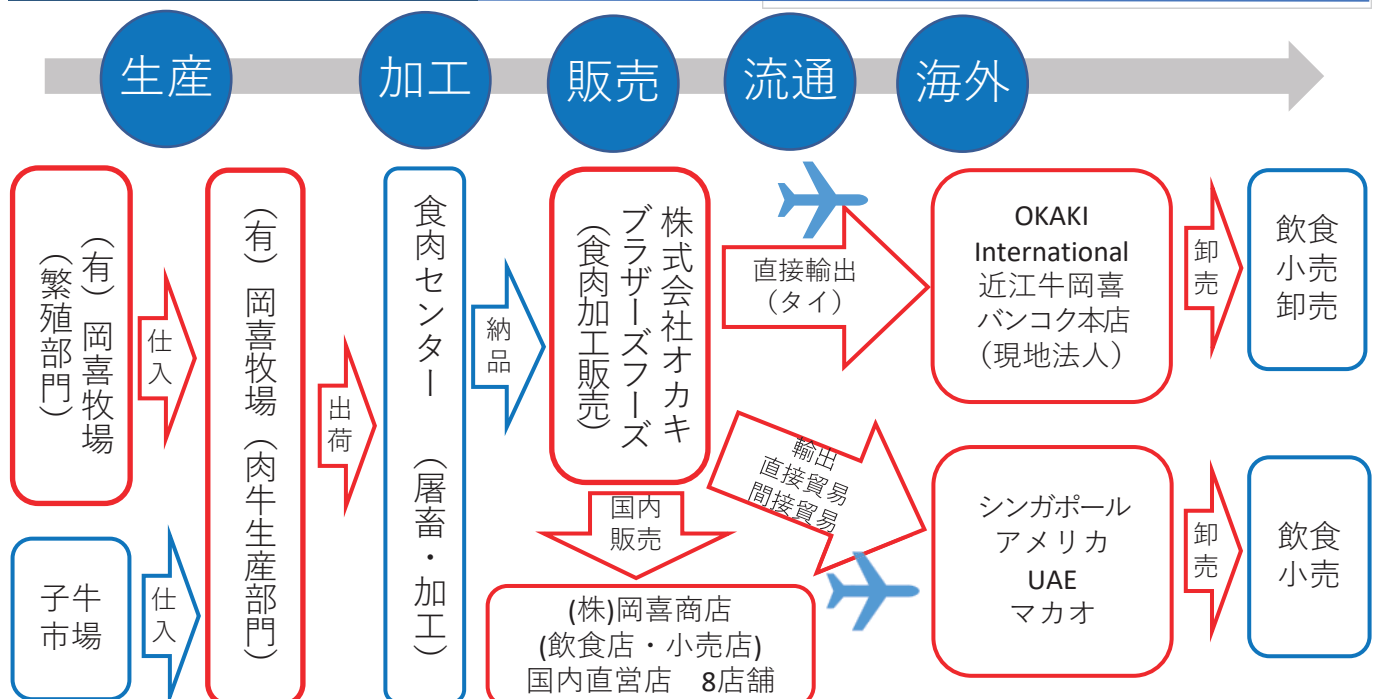 生産
加工
販売
流通
海外
(有)岡喜牧場
(繁殖部門)
仕入
子牛
市場
仕入
(有)岡喜牧場(肉牛生産部門)
出荷
食肉センター (屠畜・加工)
納品
株式会社オカキ
ブラザーズフーズ
(食肉加工販売)
国内
販売
(株)岡喜商店
(飲食店・小売店)
国内直営店 8店舗
直接輸出
(タイ)
OKAKI
International
近江牛岡喜
バンコク本店
(現地法人)
卸売
飲食
小売
卸売
輸出
直接貿易
間接貿易
シンガポール
アメリカ
UAE
マカオ
卸売
飲食
小売